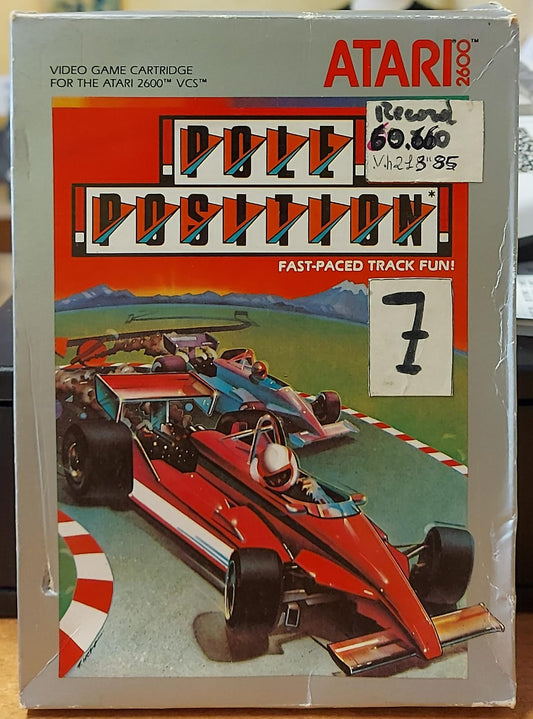 VIDEO GAME CARTRIDGE
FOR THE ATARI 2600™ VCS™
ATARI®
2600™
Record
60.660
POLE
POSITION*
FAST-PACED TRACK FUN!
7